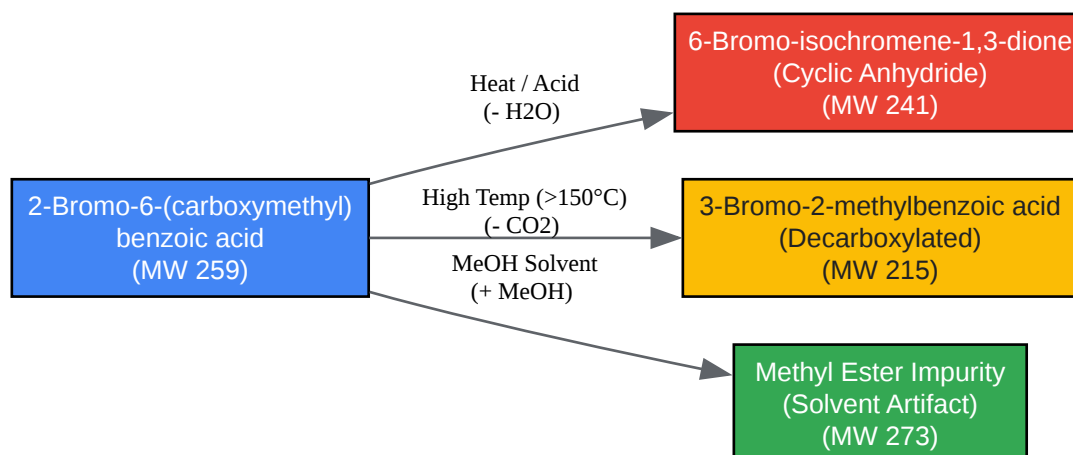 2-Bromo-6-(carboxymethyl)
benzoic acid
(MW 259)
Heat / Acid
(- H2O)
6-Bromo-isochromene-1,3-dione
(Cyclic Anhydride)
(MW 241)
High Temp (>150°C)
(- CO2)
3-Bromo-2-methylbenzoic acid
(Decarboxylated)
(MW 215)
MeOH Solvent
(+ MeOH)
Methyl Ester Impurity
(Solvent Artifact)
(MW 273)